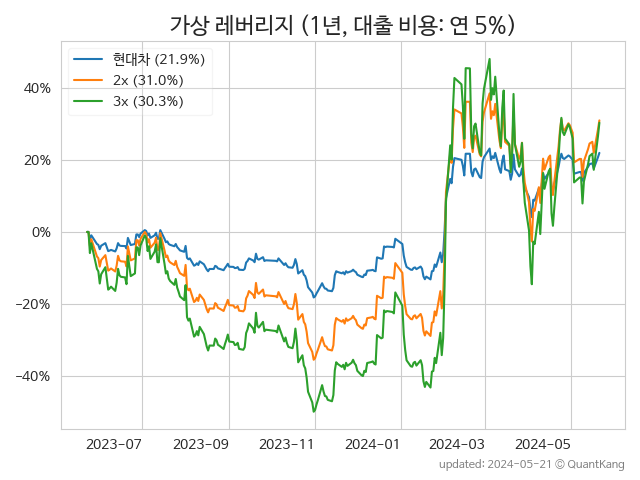 가상 레버리지 (1년, 대출 비용: 연 5%)
현대차 (21.9%)
2x (31.0%)
3x (30.3%)
40%
20%
0%
−20%
−40%
2023-07
2023-09
2023-11
2024-01
2024-03
2024-05
updated: 2024-05-21 © QuantKang